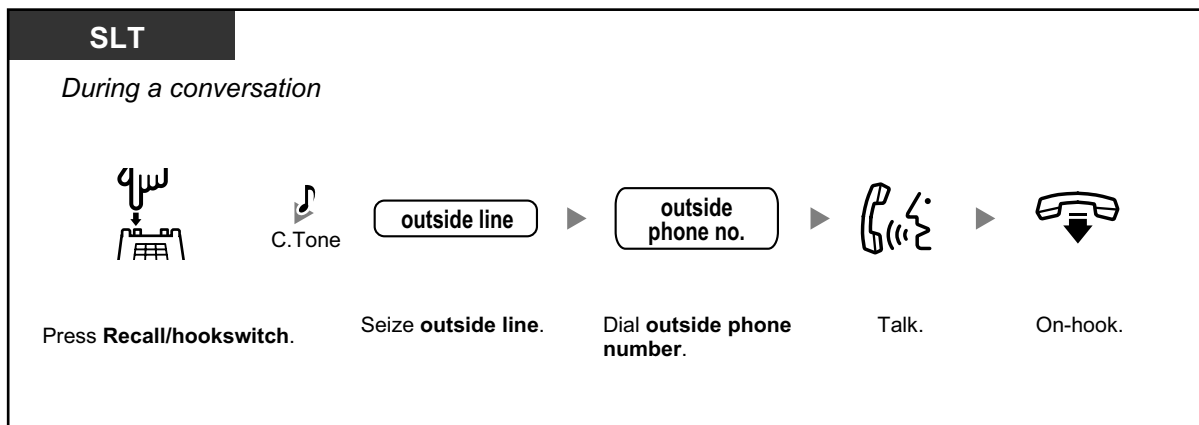 SLT
During a conversation
C.Tone
outside line
outside
phone no.
Press Recall/hookswitch.
Seize outside line.
Dial outside phone
number.
Talk.
On-hook.